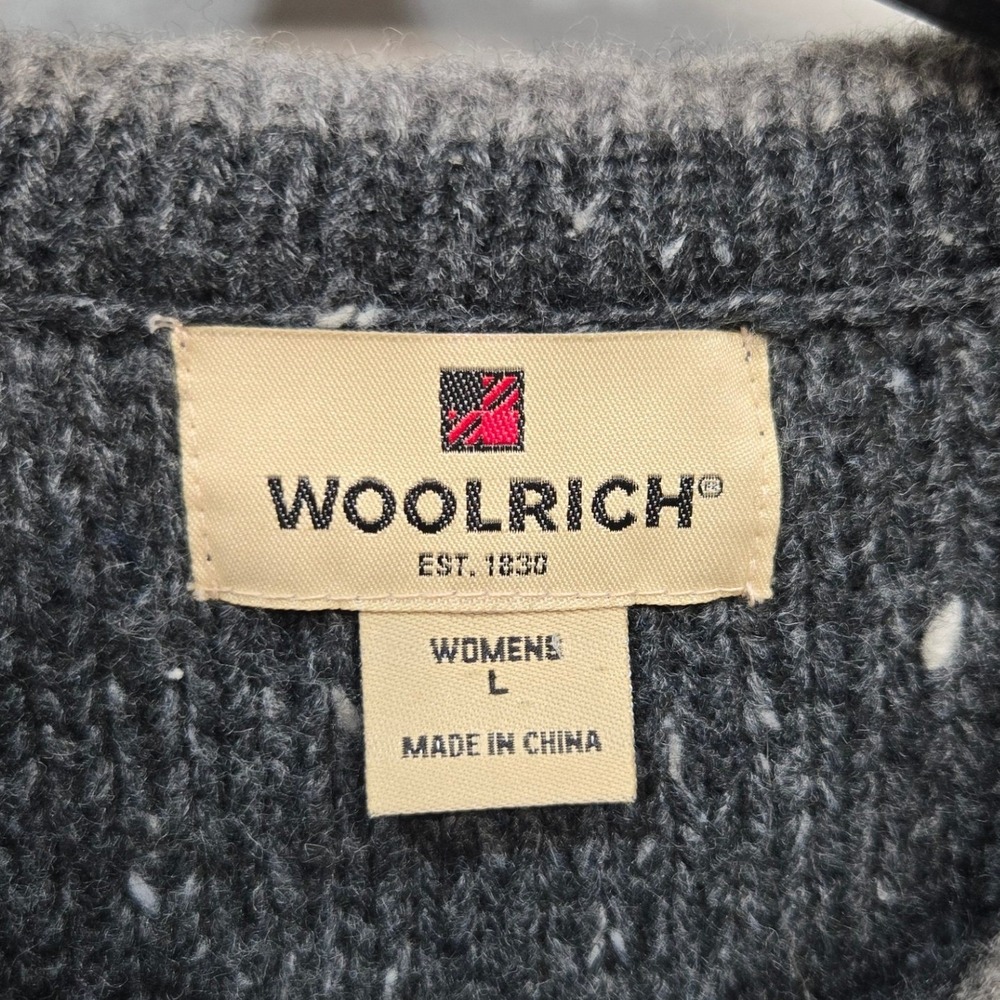 WOOLRICH®
EST. 1830
WOMENS
L
MADE IN CHINA